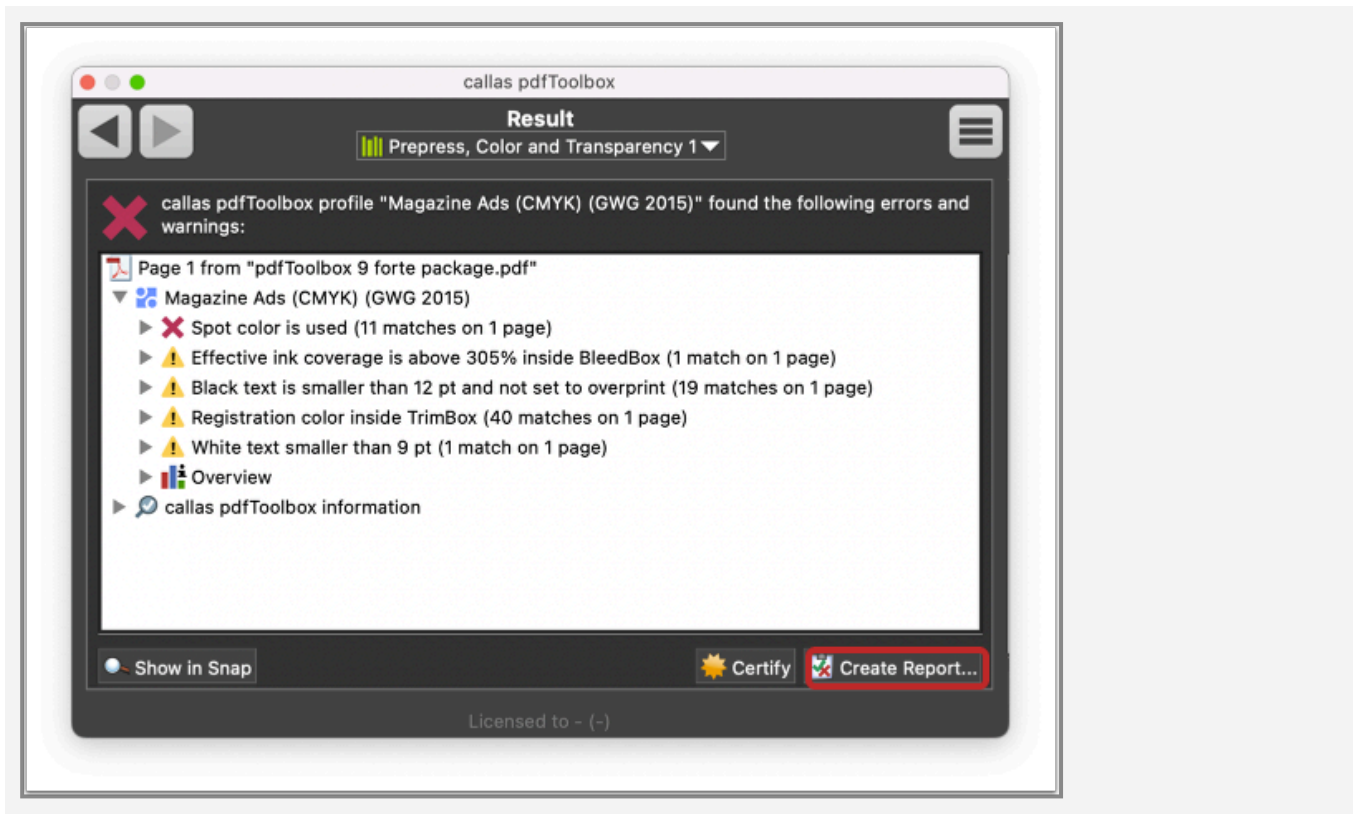 callas pdfToolbox
Result
Prepress, Color and Transparency 1
callas pdfToolbox profile "Magazine Ads (CMYK) (GWG 2015)" found the following errors and
warnings:
Page 1 from "pdfToolbox 9 forte package.pdf"
Magazine Ads (CMYK) (GWG 2015)
Spot color is used (11 matches on 1 page)
Effective ink coverage is above 305% inside BleedBox (1 match on 1 page)
Black text is smaller than 12 pt and not set to overprint (19 matches on 1 page)
Registration color inside TrimBox (40 matches on 1 page)
White text smaller than 9 pt (1 match on 1 page)
Overview
callas pdfToolbox information
Show in Snap
Certify
Create Report...
Licensed to - (-)